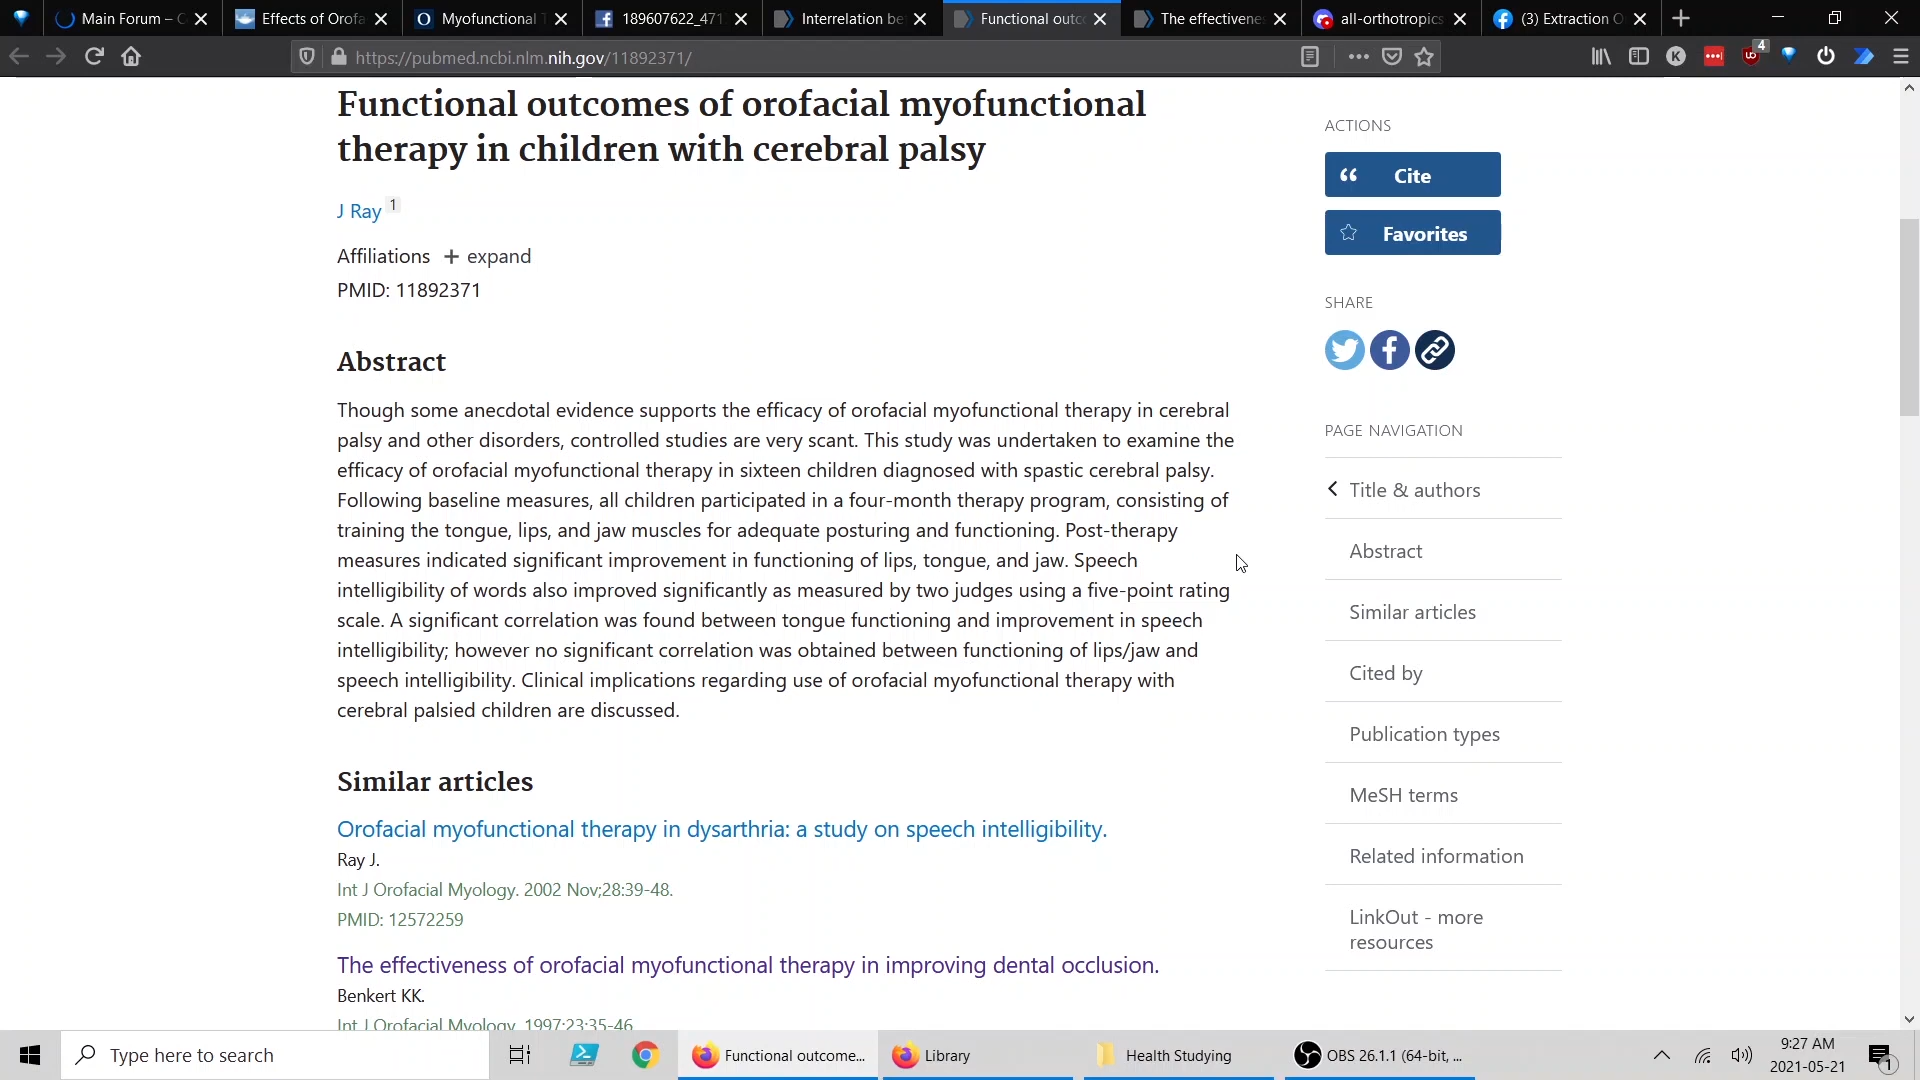 Main Forum – C
Effects of Orofa
Myofunctional T
189607622_471
Interrelation be
Functional outc
The effectivenes
all-orthotropics
(3) Extraction O
https://pubmed.ncbi.nlm.nih.gov/11892371/
4
Functional outcomes of orofacial myofunctional
therapy in children with cerebral palsy
J Ray 1
Affiliations + expand
PMID: 11892371
Abstract
Though some anecdotal evidence supports the efficacy of orofacial myofunctional therapy in cerebral
palsy and other disorders, controlled studies are very scant. This study was undertaken to examine the
efficacy of orofacial myofunctional therapy in sixteen children diagnosed with spastic cerebral palsy.
Following baseline measures, all children participated in a four-month therapy program, consisting of
training the tongue, lips, and jaw muscles for adequate posturing and functioning. Post-therapy
measures indicated significant improvement in functioning of lips, tongue, and jaw. Speech
intelligibility of words also improved significantly as measured by two judges using a five-point rating
scale. A significant correlation was found between tongue functioning and improvement in speech
intelligibility; however no significant correlation was obtained between functioning of lips/jaw and
speech intelligibility. Clinical implications regarding use of orofacial myofunctional therapy with
cerebral palsied children are discussed.
Similar articles
Orofacial myofunctional therapy in dysarthria: a study on speech intelligibility.
Ray J.
Int J Orofacial Myology. 2002 Nov;28:39-48.
PMID: 12572259
The effectiveness of orofacial myofunctional therapy in improving dental occlusion.
Benkert KK.
Int J Orofacial Myology. 1997;23:35-46.
ACTIONS
Cite
Favorites
SHARE
PAGE NAVIGATION
Title & authors
Abstract
Similar articles
Cited by
Publication types
MeSH terms
Related information
LinkOut - more
resources
Type here to search
Functional outcome...
Library
Health Studying
OBS 26.1.1 (64-bit, ...
9:27 AM
2021-05-21
1